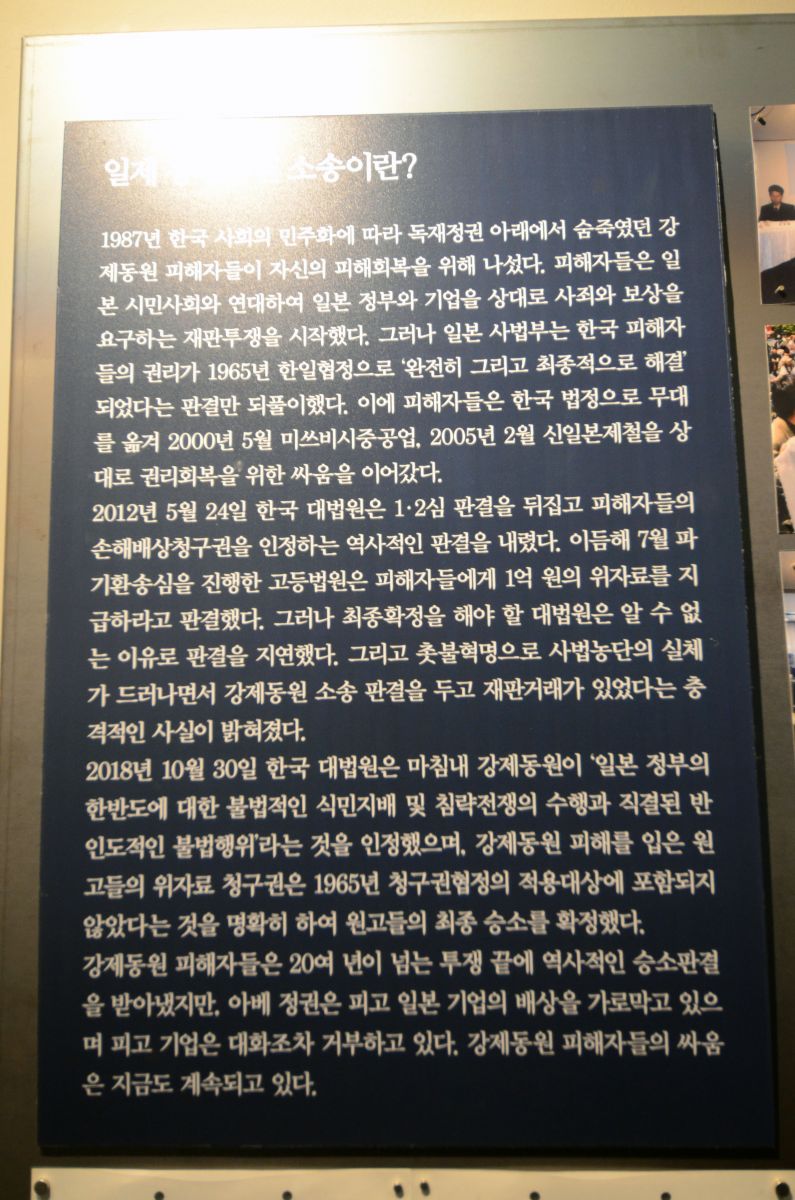 일제 소송이란?
1987년 한국 사회의 민주화에 따라 독재정권 아래에서 숨죽였던 강
제동원 피해자들이 자신의 피해회복을 위해 나섰다. 피해자들은 일
본 시민사회와 연대하여 일본 정부와 기업을 상대로 사죄와 보상을
요구하는 재판투쟁을 시작했다. 그러나 일본 사법부는 한국 피해자
들의 권리가 1965년 한일협정으로 ‘완전히 그리고 최종적으로 해결’
되었다는 판결만 되풀이했다. 이에 피해자들은 한국 법정으로 무대
를 옮겨 2000년 5월 미쓰비시중공업, 2005년 2월 신일본제철을 상
대로 권리회복을 위한 싸움을 이어갔다.
2012년 5월 24일 한국 대법원은 1·2심 판결을 뒤집고 피해자들의
손해배상청구권을 인정하는 역사적인 판결을 내렸다. 이듬해 7월 파
기환송심을 진행한 고등법원은 피해자들에게 1억 원의 위자료를 지
급하라고 판결했다. 그러나 최종확정을 해야 할 대법원은 알 수 없
는 이유로 판결을 지연했다. 그리고 촛불혁명으로 사법농단의 실체
가 드러나면서 강제동원 소송 판결을 두고 재판거래가 있었다는 충
격적인 사실이 밝혀졌다.
2018년 10월 30일 한국 대법원은 마침내 강제동원이 ‘일본 정부의
한반도에 대한 불법적인 식민지배 및 침략전쟁의 수행과 직결된 반
인도적인 불법행위’라는 것을 인정했으며, 강제동원 피해를 입은 원
고들의 위자료 청구권은 1965년 청구권협정의 적용대상에 포함되지
않았다는 것을 명확히 하여 원고들의 최종 승소를 확정했다.
강제동원 피해자들은 20여 년이 넘는 투쟁 끝에 역사적인 승소판결
을 받아냈지만, 아베 정권은 피고 일본 기업의 배상을 가로막고 있으
며 피고 기업은 대화조차 거부하고 있다. 강제동원 피해자들의 싸움
은 지금도 계속되고 있다.